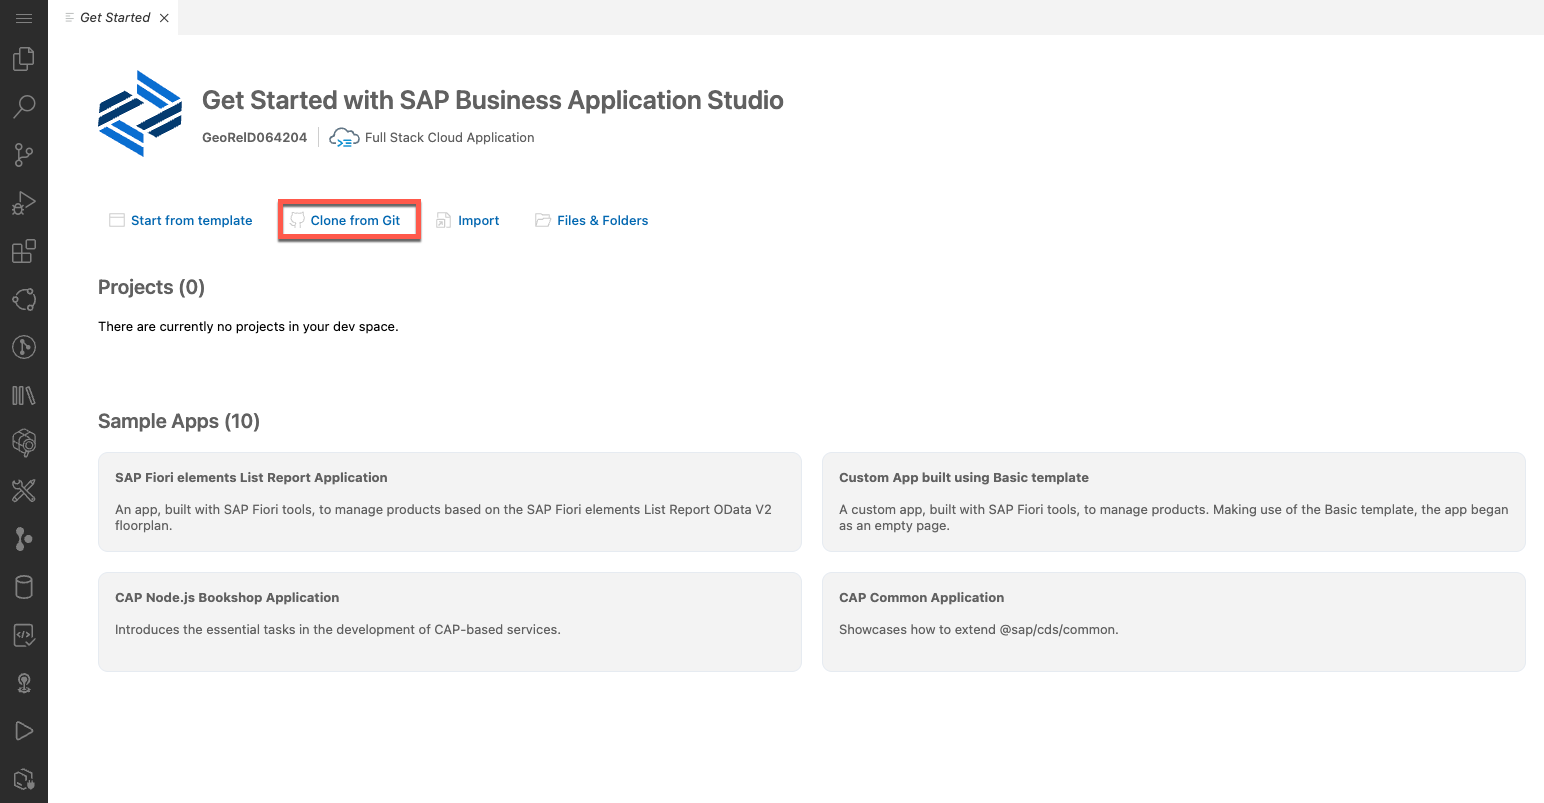 Get Started
Get Started with SAP Business Application Studio
GeoRelD064204
Full Stack Cloud Application
Start from template
Clone from Git
Import
Files & Folders
Projects (0)
There are currently no projects in your dev space.
Sample Apps (10)
SAP Fiori elements List Report Application
An app, built with SAP Fiori tools, to manage products based on the SAP Fiori elements List Report OData V2
floorplan.
Custom App built using Basic template
A custom app, built with SAP Fiori tools, to manage products. Making use of the Basic template, the app began
as an empty page.
CAP Node.js Bookshop Application
Introduces the essential tasks in the development of CAP-based services.
CAP Common Application
Showcases how to extend @sap/cds/common.